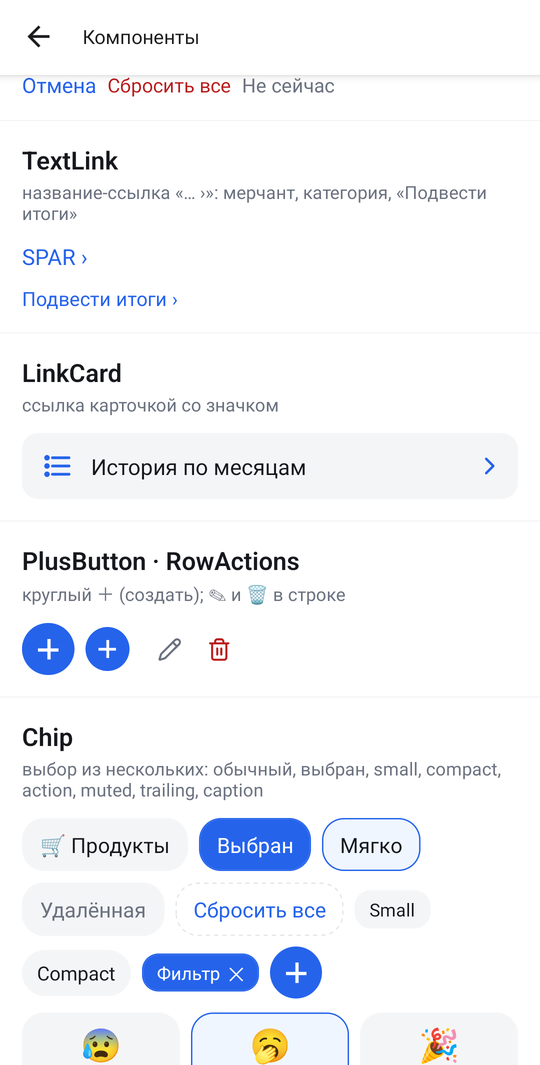 Компоненты
Отмена Сбросить все Не сейчас
TextLink
название-ссылка «… ›»: мерчант, категория, «Подвести
итоги»
SPAR ›
Подвести итоги ›
LinkCard
ссылка карточкой со значком
История по месяцам
PlusButton · RowActions
круглый + (создать); ✎ и 🗑 в строке
Chip
выбор из нескольких: обычный, выбран, small, compact,
action, muted, trailing, caption
🛒 Продукты Выбран Мягко
Удалённая Сбросить все Small
Compact Фильтр ×